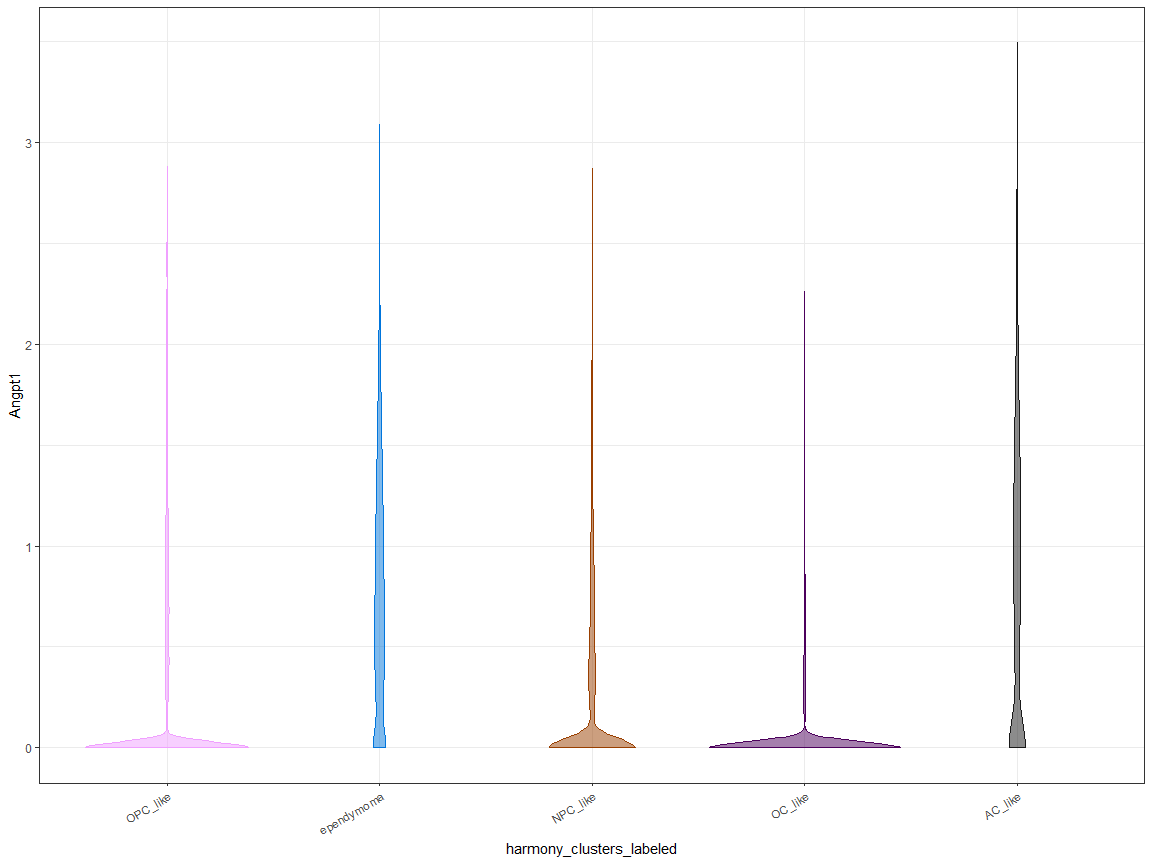 Angpt1
3
2
1
0
OPC_like
ependymoma
NPC_like
OC_like
AC_like
harmony_clusters_labeled